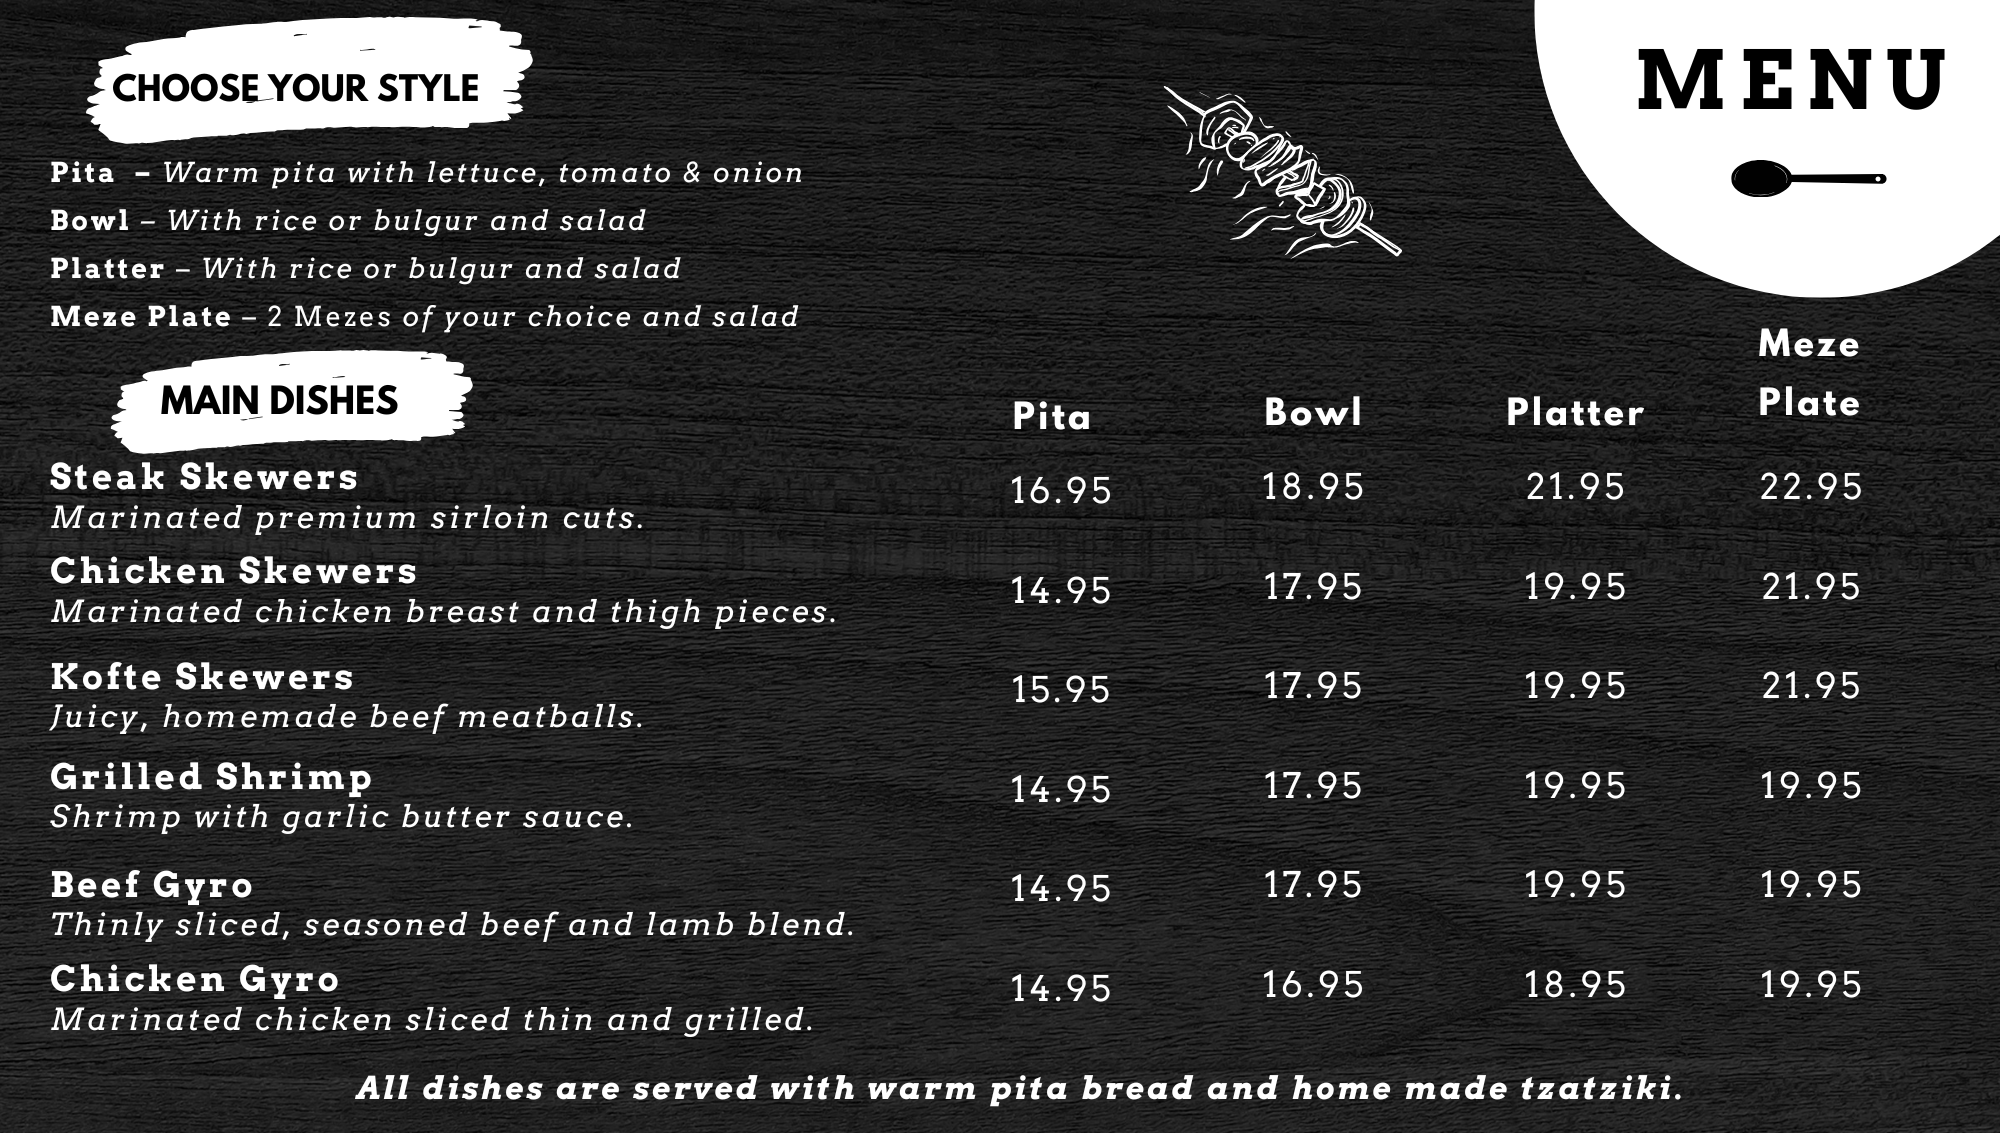 MENU
CHOOSE YOUR STYLE
Pita – Warm pita with lettuce, tomato & onion
Bowl – With rice or bulgur and salad
Platter – With rice or bulgur and salad
Meze Plate – 2 Mezes of your choice and salad
MAIN DISHES
Pita Bowl Platter Meze Plate
Steak Skewers 16.95 18.95 21.95 22.95
Marinated premium sirloin cuts.
Chicken Skewers 14.95 17.95 19.95 21.95
Marinated chicken breast and thigh pieces.
Kofte Skewers 15.95 17.95 19.95 21.95
Juicy, homemade beef meatballs.
Grilled Shrimp 14.95 17.95 19.95 19.95
Shrimp with garlic butter sauce.
Beef Gyro 14.95 17.95 19.95 19.95
Thinly sliced, seasoned beef and lamb blend.
Chicken Gyro 14.95 16.95 18.95 19.95
Marinated chicken sliced thin and grilled.
All dishes are served with warm pita bread and home made tzatziki.